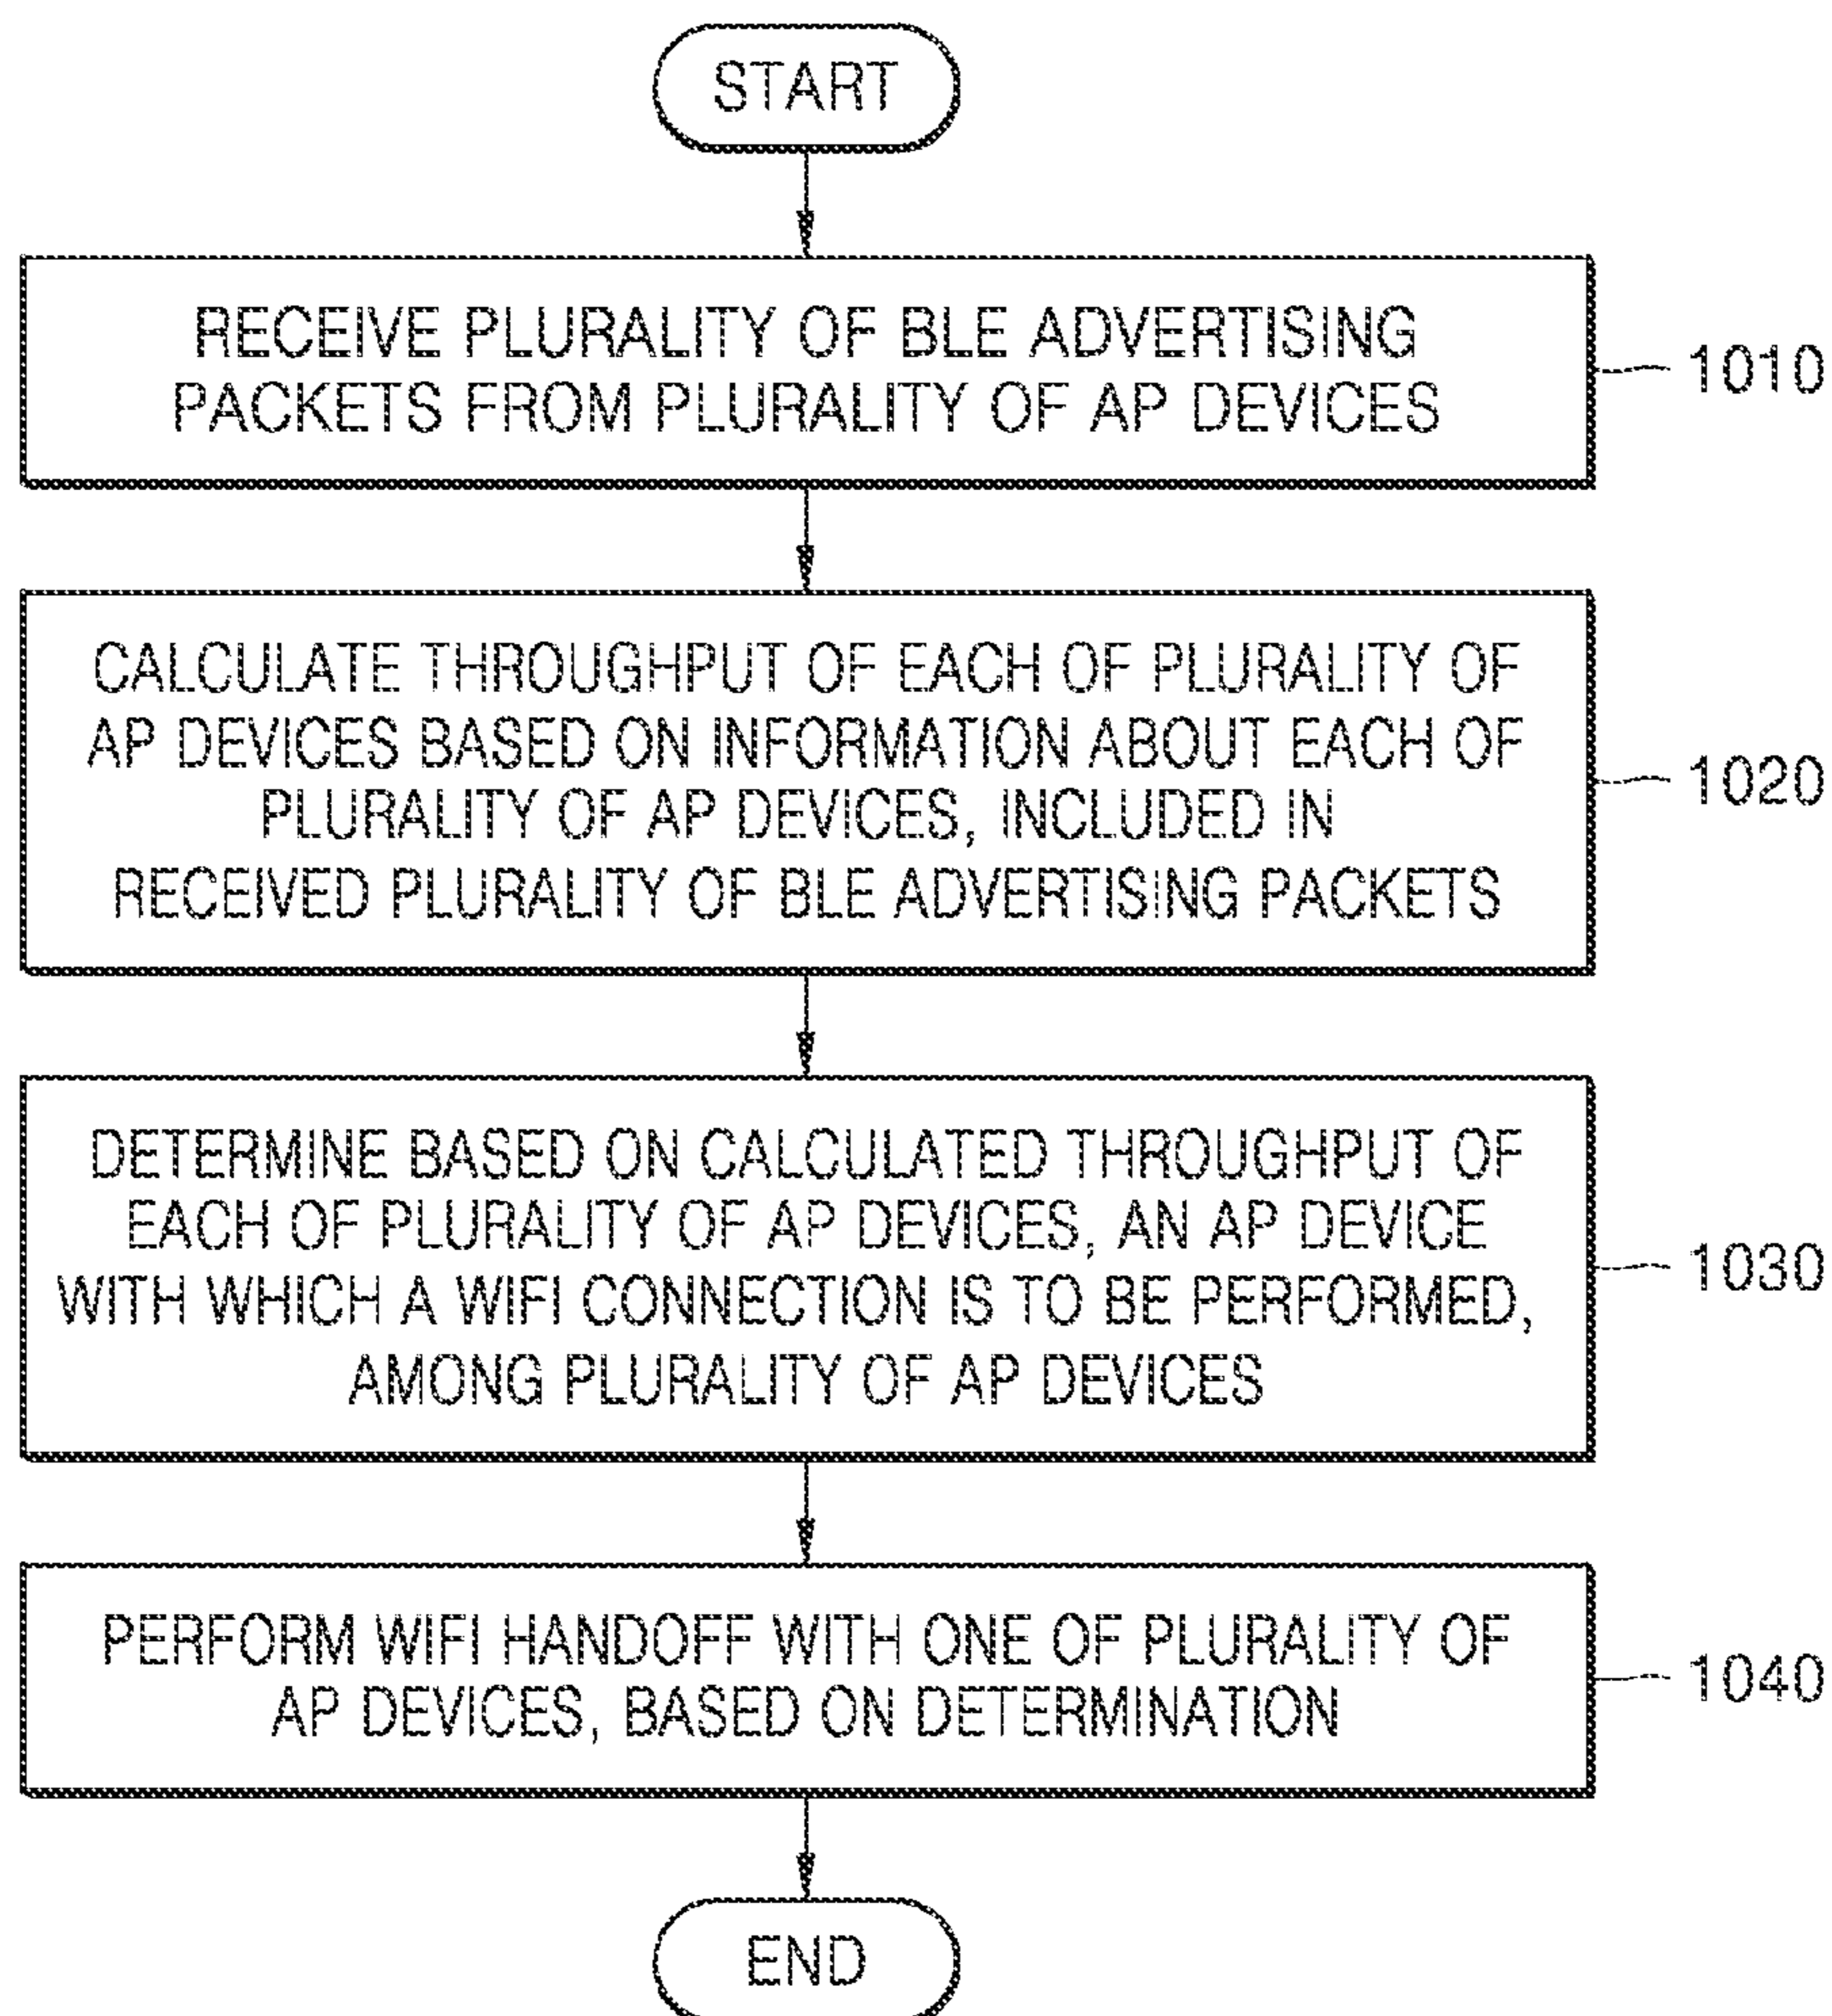 START
RECEIVE PLURALITY OF BLE ADVERTISING
PACKETS FROM PLURALITY OF AP DEVICES
1010
CALCULATE THROUGHPUT OF EACH OF PLURALITY OF
AP DEVICES BASED ON INFORMATION ABOUT EACH OF
PLURALITY OF AP DEVICES, INCLUDED IN
RECEIVED PLURALITY OF BLE ADVERTISING PACKETS
1020
DETERMINE BASED ON CALCULATED THROUGHPUT OF
EACH OF PLURALITY OF AP DEVICES, AN AP DEVICE
WITH WHICH A WIFI CONNECTION IS TO BE PERFORMED,
AMONG PLURALITY OF AP DEVICES
1030
PERFORM WIFI HANDOFF WITH ONE OF PLURALITY OF
AP DEVICES, BASED ON DETERMINATION
1040
END